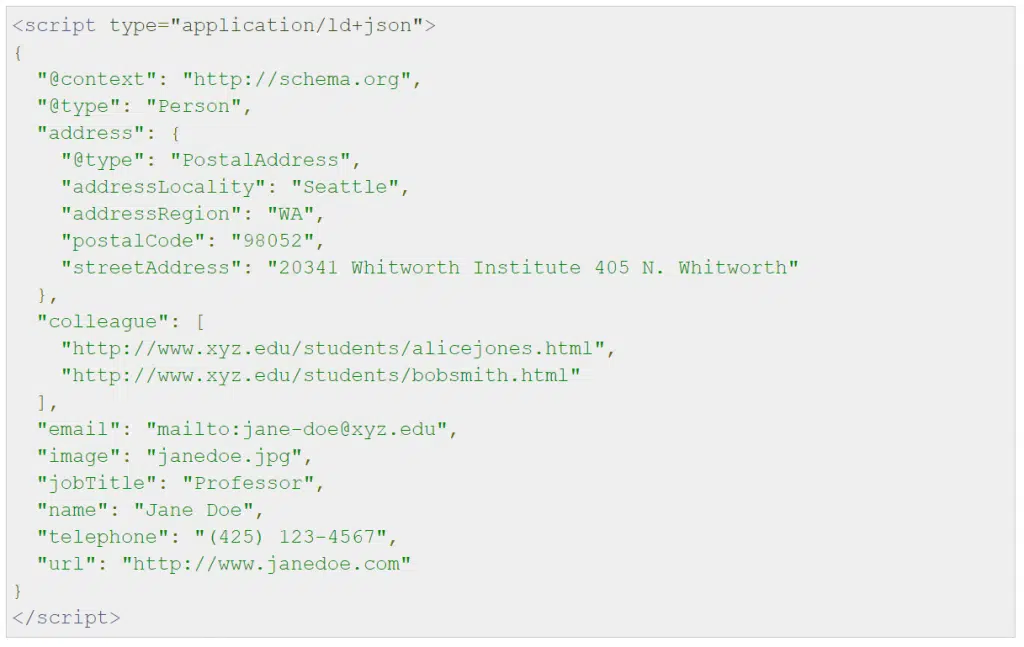 <script type="application/ld+json">
{
  "@context": "http://schema.org",
  "@type": "Person",
  "address": {
    "@type": "PostalAddress",
    "addressLocality": "Seattle",
    "addressRegion": "WA",
    "postalCode": "98052",
    "streetAddress": "20341 Whitworth Institute 405 N. Whitworth"
  },
  "colleague": [
    "http://www.xyz.edu/students/alicejones.html",
    "http://www.xyz.edu/students/bobsmith.html"
  ],
  "email": "mailto:jane-doe@xyz.edu",
  "image": "janedoe.jpg",
  "jobTitle": "Professor",
  "name": "Jane Doe",
  "telephone": "(425) 123-4567",
  "url": "http://www.janedoe.com"
}
</script>